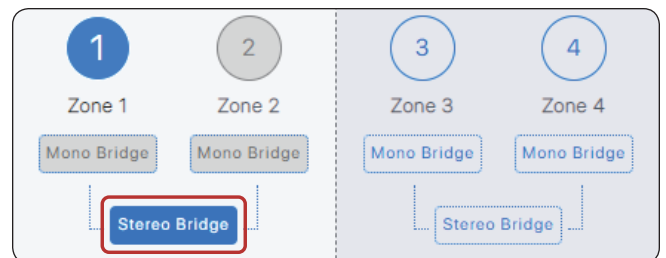 1 2 3 4
Zone 1 Zone 2 Zone 3 Zone 4
Mono Bridge Mono Bridge Mono Bridge Mono Bridge
Stereo Bridge Stereo Bridge